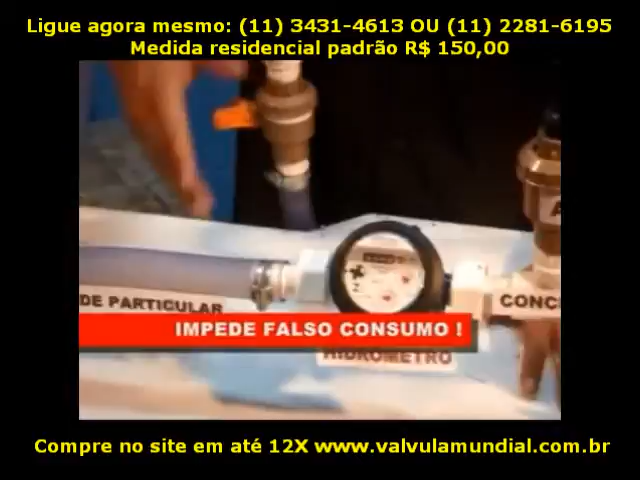 Ligue agora mesmo: (11) 3431-4613 OU (11) 2281-6195
Medida residencial padrão R$ 150,00
DE PARTICULAR
CONC
IMPEDE FALSO CONSUMO !
HIDRÔMETRO
Compre no site em até 12X www.valvulamundial.com.br